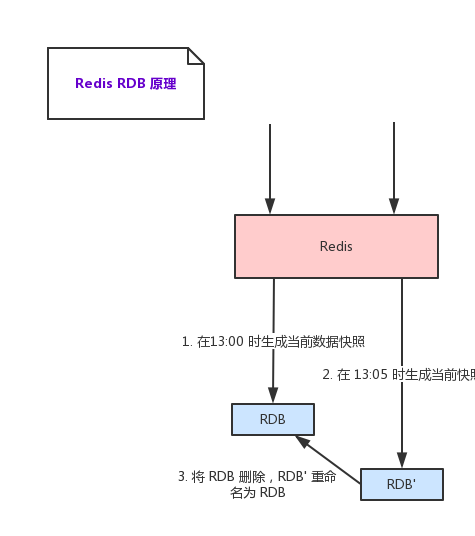 Redis RDB 原理
Redis
1. 在13:00 时生成当前数据快照
2. 在 13:05 时生成当前快照
RDB
3. 将 RDB 删除，RDB' 重命
名为 RDB
RDB'